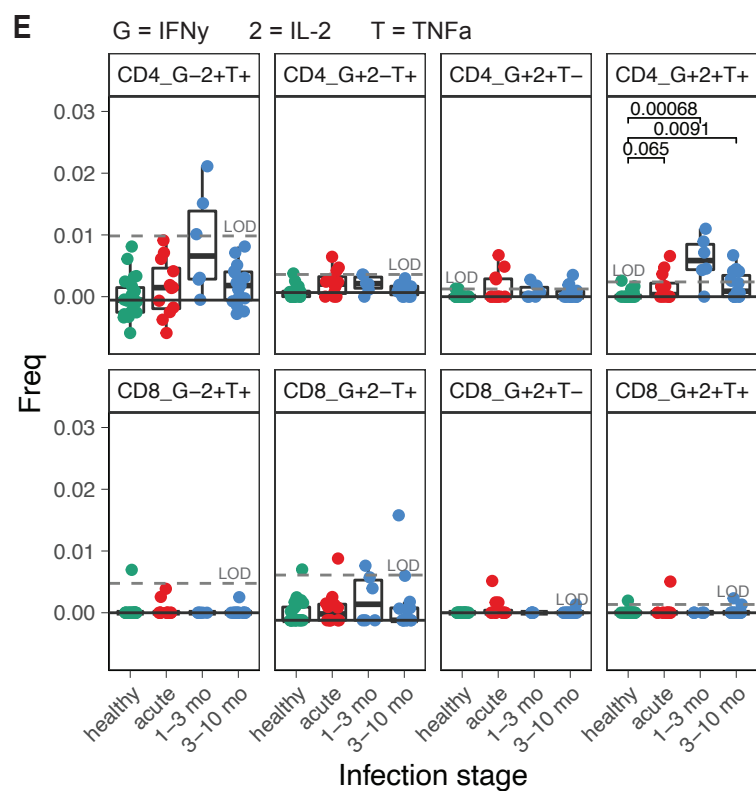 E
G = IFNy 2 = IL-2 T = TNFa
CD4_G−2+T+ CD4_G+2−T+ CD4_G+2+T− CD4_G+2+T+
0.03
0.02
0.01
0.00
LOD
LOD
LOD
LOD
0.00068
0.0091
0.065
Freq
CD8_G−2+T+ CD8_G+2−T+ CD8_G+2+T− CD8_G+2+T+
0.03
0.02
0.01
0.00
LOD
LOD
LOD
LOD
healthy acute 1−3 mo 3−10 mo healthy acute 1−3 mo 3−10 mo healthy acute 1−3 mo 3−10 mo healthy acute 1−3 mo 3−10 mo
Infection stage